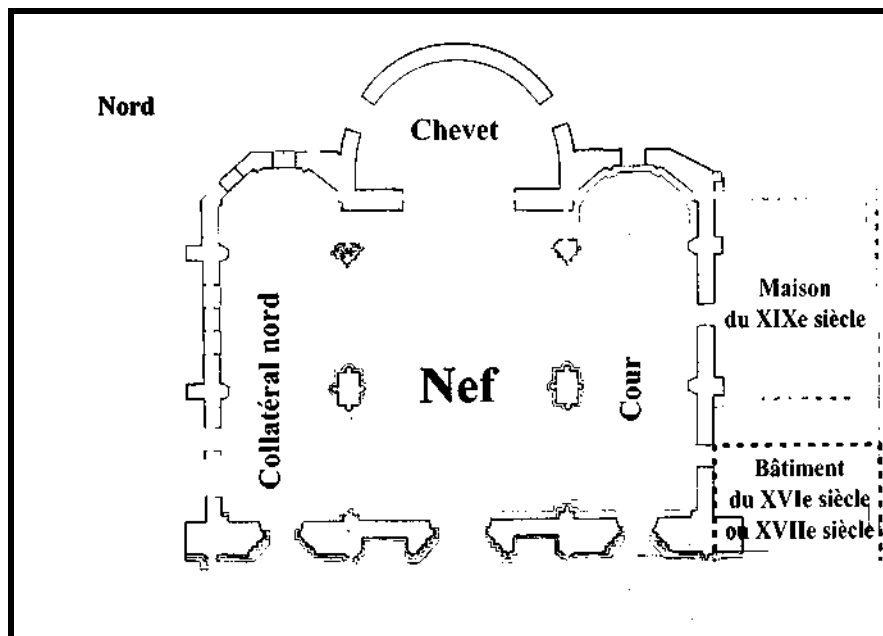 Nord
Chevet
Maison
du XIXe siècle
Collatéral nord
Nef
Cour
Bâtiment
du XVIe siècle
ou XVIIe siècle